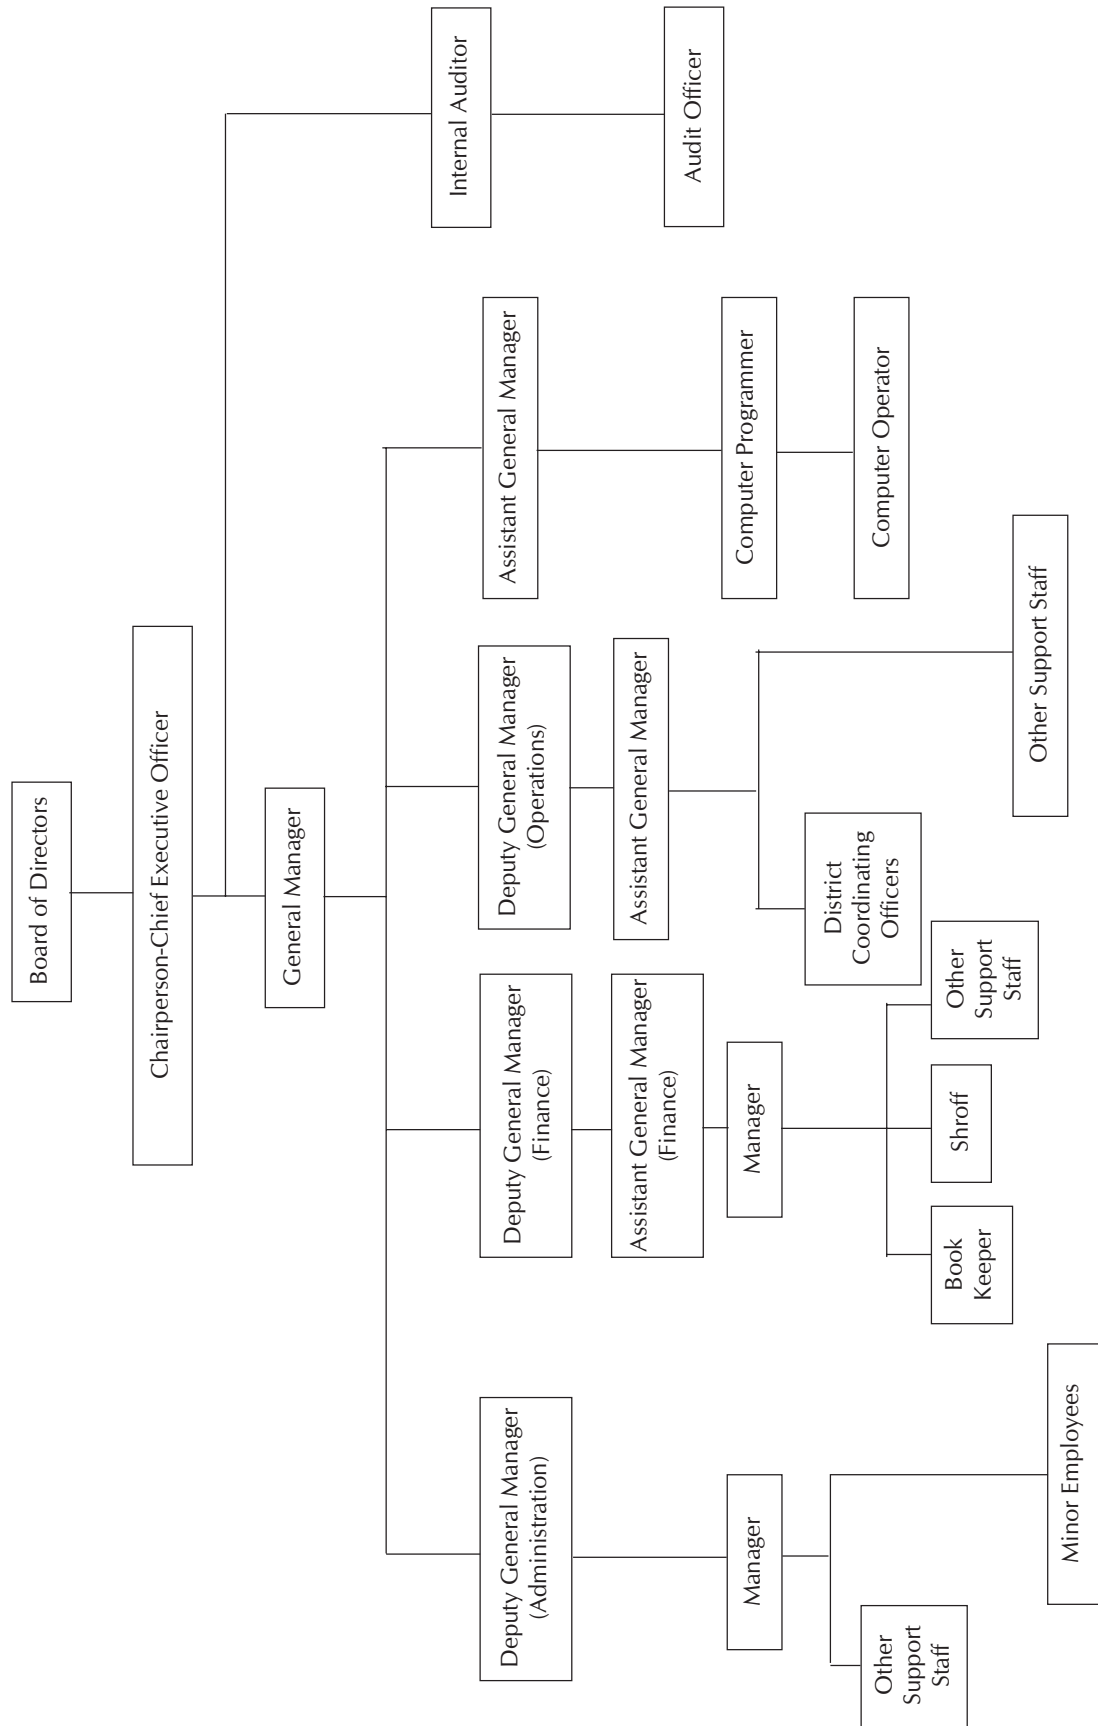 Board of Directors
Chairperson-Chief Executive Officer
General Manager
Internal Auditor
Audit Officer
Deputy General Manager
(Administration)
Manager
Other
Support
Staff
Minor Employees
Deputy General Manager
(Finance)
Assistant General Manager
(Finance)
Manager
Book
Keeper
Shroff
Other
Support
Staff
Deputy General Manager
(Operations)
Assistant General Manager
District
Coordinating
Officers
Other Support Staff
Assistant General Manager
Computer Programmer
Computer Operator